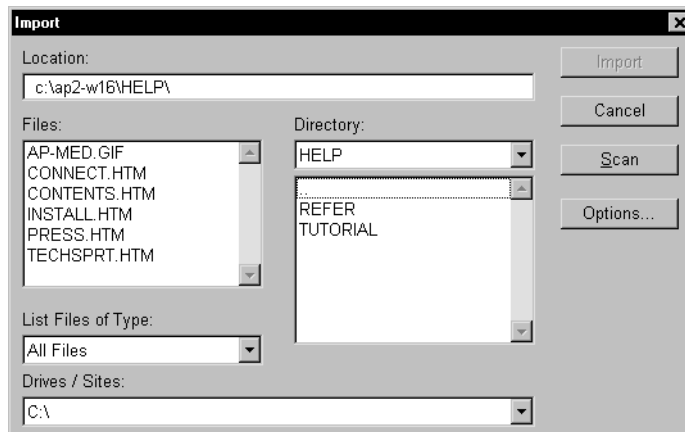 Import
Location:
c:\ap2-w16\HELP\
Files:
AP-MED.GIF
CONNECT.HTM
CONTENTS.HTM
INSTALL.HTM
PRESS.HTM
TECHSPRT.HTM
List Files of Type:
All Files
Drives / Sites:
C:\
Directory:
HELP
..
REFER
TUTORIAL
Import
Cancel
Scan
Options...